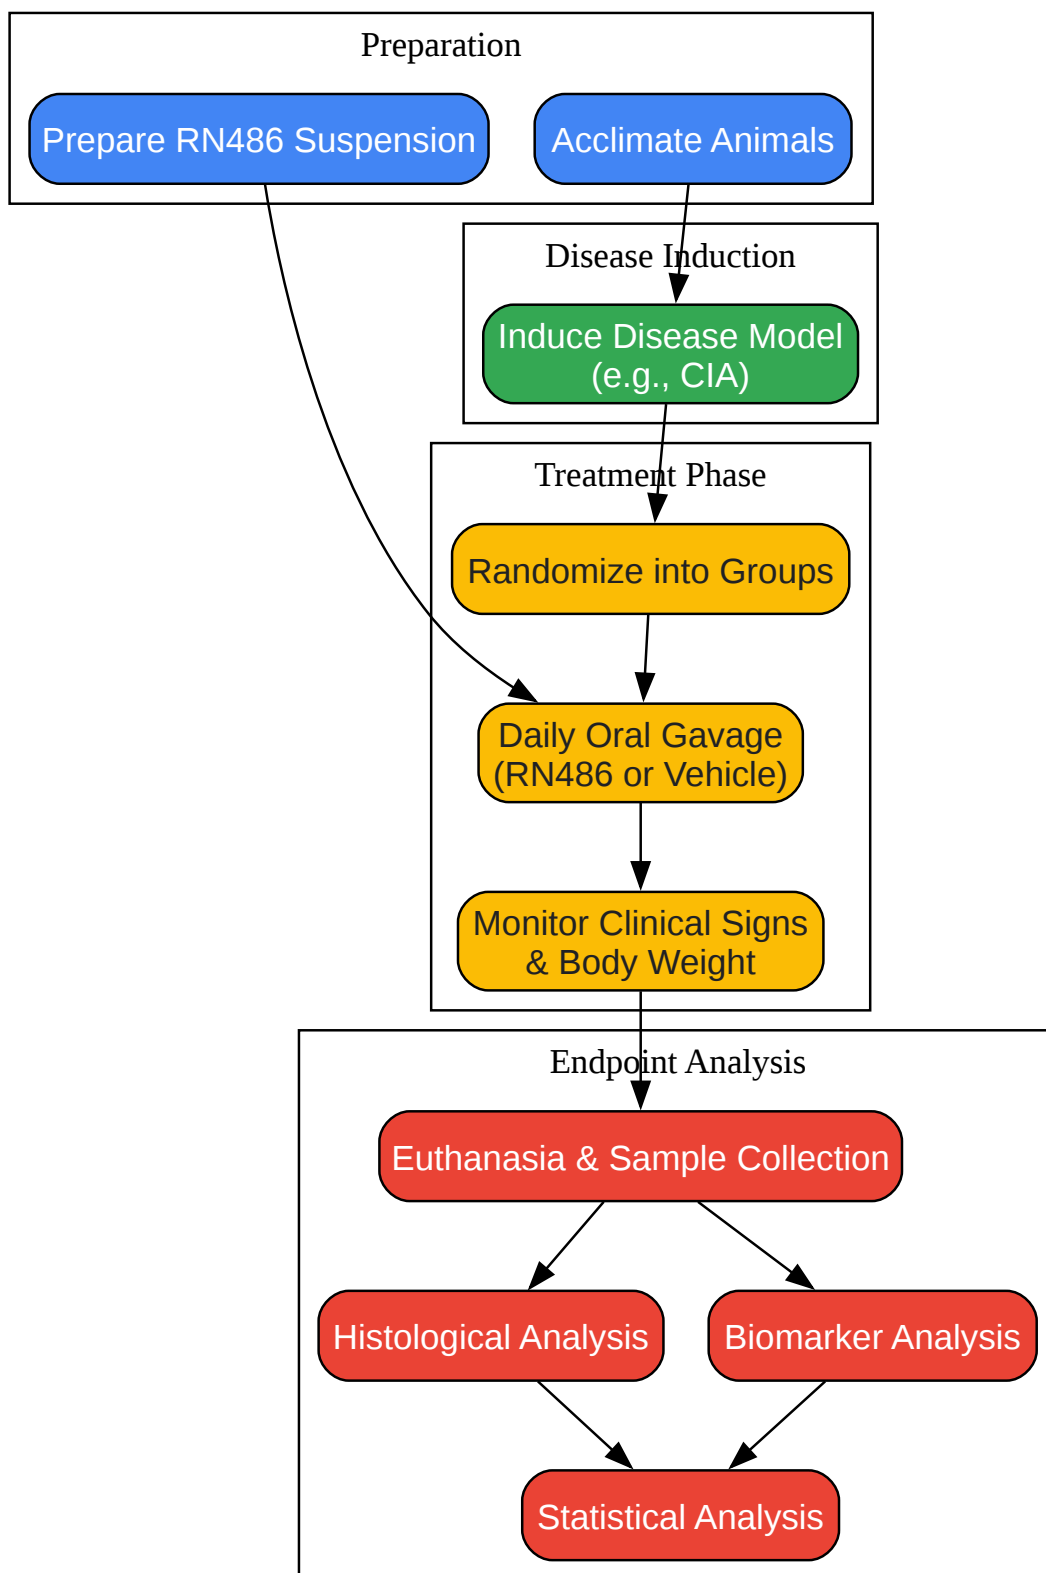 Preparation
Prepare RN486 Suspension
Acclimate Animals
Disease Induction
Induce Disease Model
(e.g., CIA)
Treatment Phase
Randomize into Groups
Daily Oral Gavage
(RN486 or Vehicle)
Monitor Clinical Signs
& Body Weight
Endpoint Analysis
Euthanasia & Sample Collection
Histological Analysis
Biomarker Analysis
Statistical Analysis